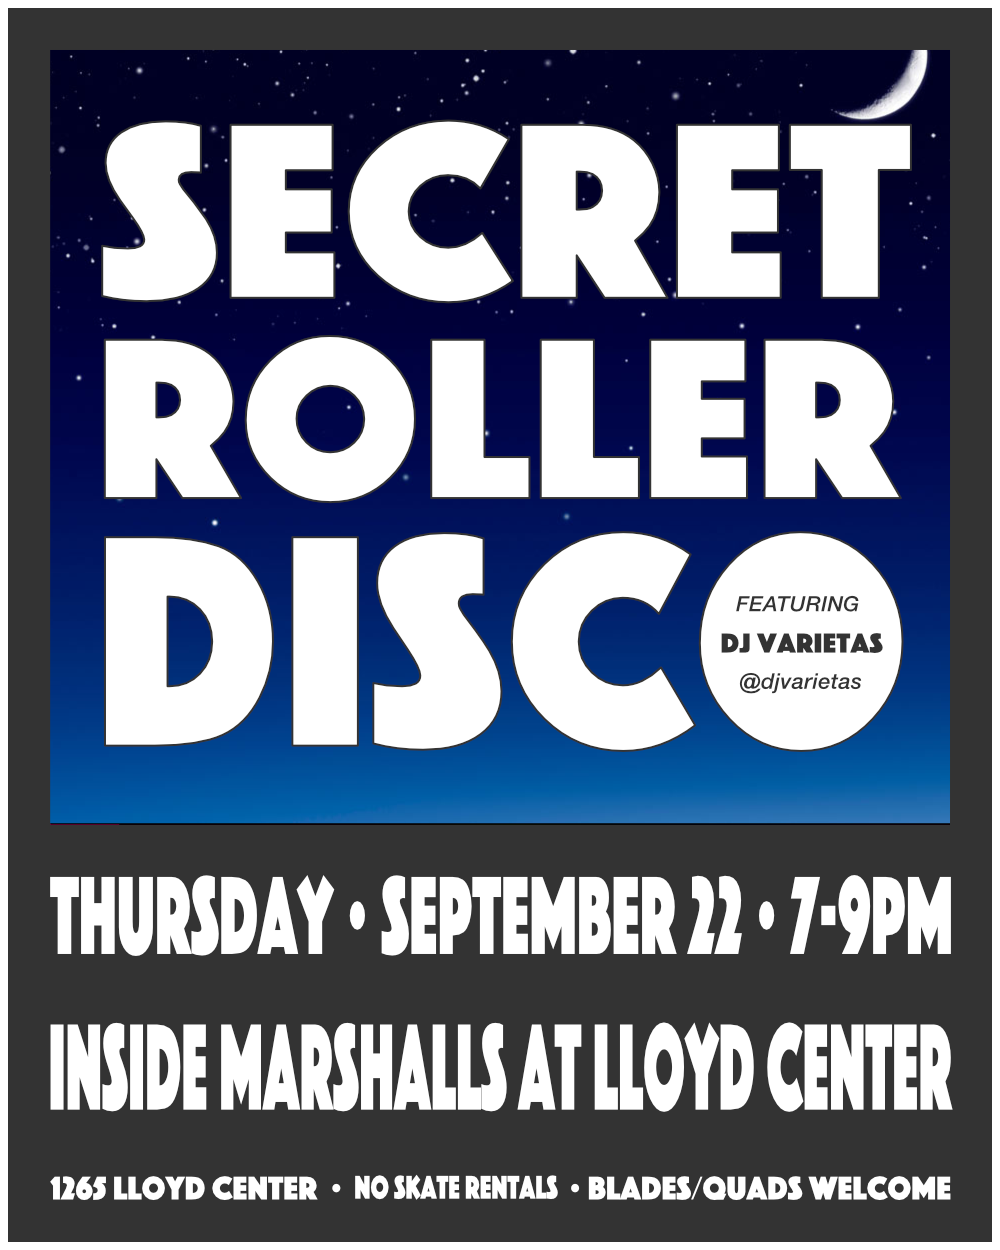 SECRET
ROLLER
DISCO
FEATURING
DJ VARIETAS
@djvarietas
THURSDAY • SEPTEMBER 22 • 7-9PM
INSIDE MARSHALLS AT LLOYD CENTER
1265 LLOYD CENTER • NO SKATE RENTALS • BLADES/QUADS WELCOME